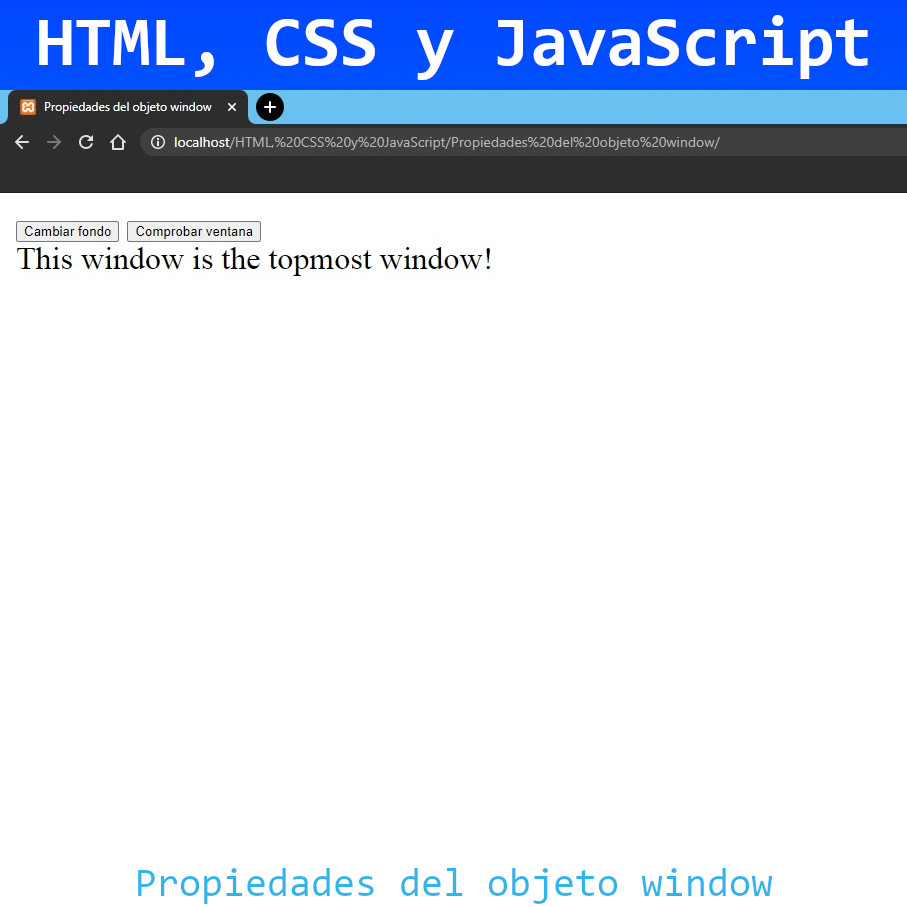 HTML, CSS y JavaScript
Propiedades del objeto window
localhost/HTML,%20CSS%20y%20JavaScript/Propiedades%20del%20objeto%20window/
Cambiar fondo Comprobar ventana
This window is the topmost window!
Propiedades del objeto window